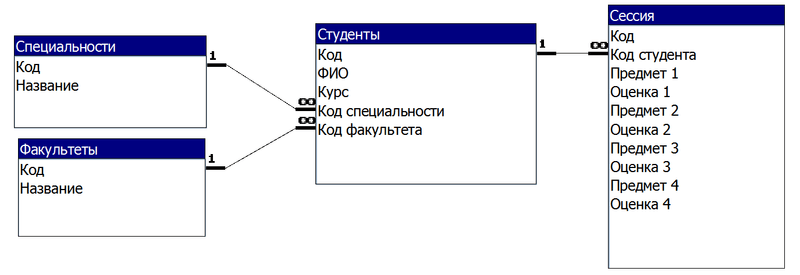 Специальности
Код
Название
Факультеты
Код
Название
Студенты
Код
ФИО
Курс
Код специальности
Код факультета
Сессия
Код
Код студента
Предмет 1
Оценка 1
Предмет 2
Оценка 2
Предмет 3
Оценка 3
Предмет 4
Оценка 4
1
∞
1
∞
1
∞